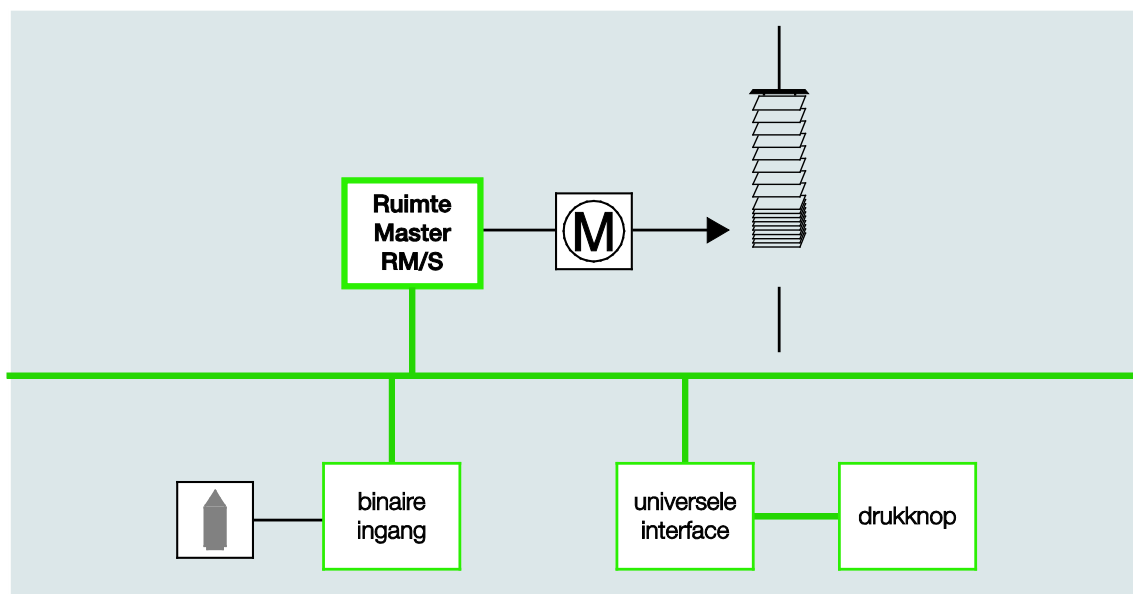 Ruimte
Master
RM/S
M
binaire
ingang
universele
interface
drukknop